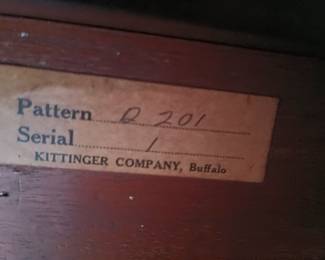 Pattern D 201
Serial 1
KITTINGER COMPANY, Buffalo